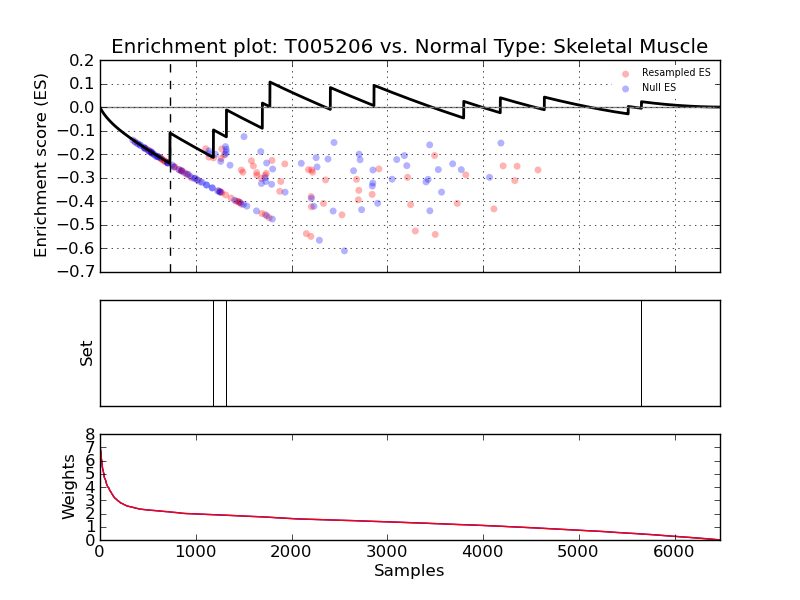 Enrichment plot: T005206 vs. Normal Type: Skeletal Muscle
Enrichment score (ES)
0.2
0.1
0.0
−0.1
−0.2
−0.3
−0.4
−0.5
−0.6
−0.7
Resampled ES
Null ES
Set
Weights
8
7
6
5
4
3
2
1
0
0 1000 2000 3000 4000 5000 6000
Samples